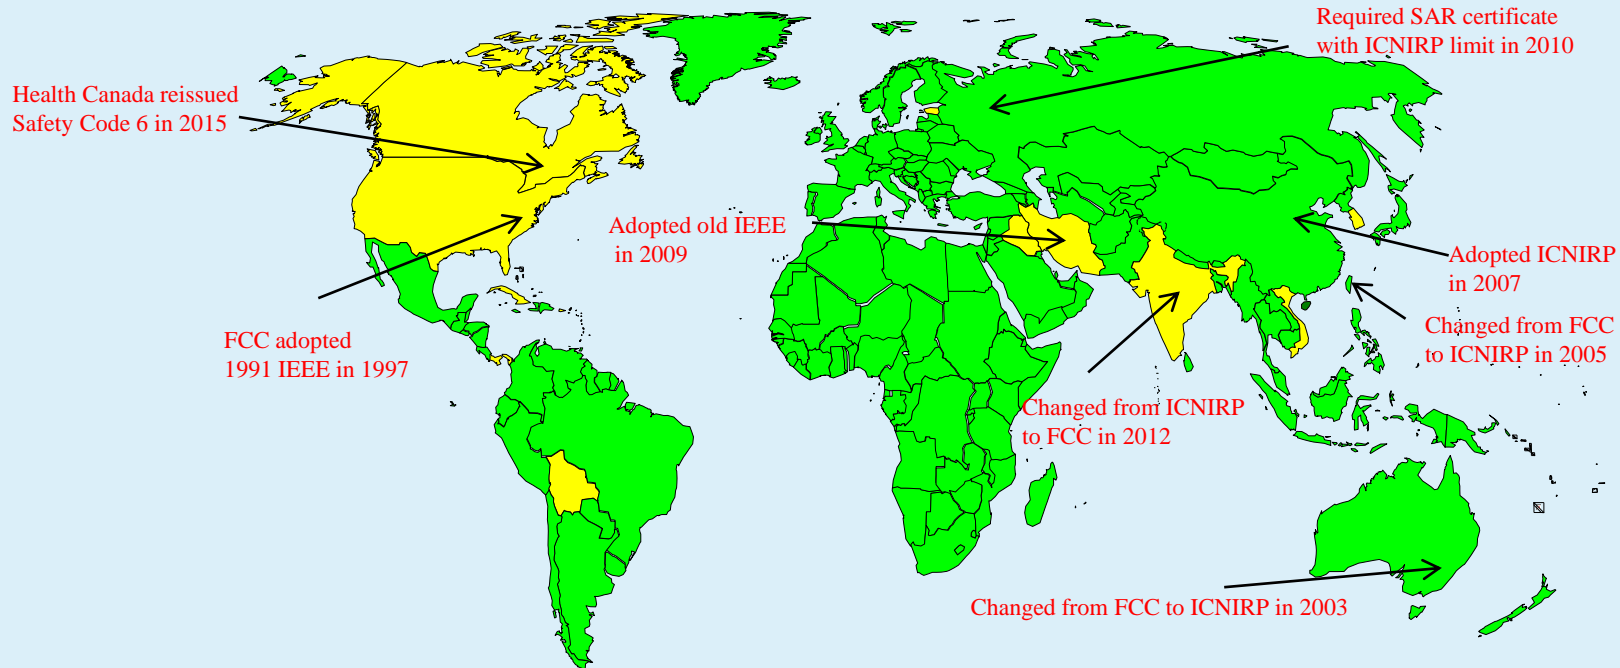 Required SAR certificate
with ICNIRP limit in 2010
Health Canada reissued
Safety Code 6 in 2015
Adopted old IEEE
in 2009
Adopted ICNIRP
in 2007
FCC adopted
1991 IEEE in 1997
Changed from FCC
to ICNIRP in 2005
Changed from ICNIRP
to FCC in 2012
Changed from FCC to ICNIRP in 2003